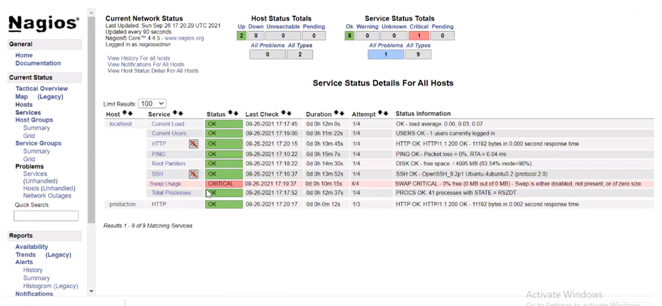 Nagios®
General
Home
Documentation
Current Status
Tactical Overview
Map (Legacy)
Hosts
Services
Host Groups
Summary
Grid
Service Groups
Summary
Grid
Problems
Services
(Unhandled)
Hosts (Unhandled)
Network Outages
Quick Search
Reports
Availability
Trends (Legacy)
Alerts
History
Summary
Histogram (Legacy)
Notifications
Current Network Status
Last Updated: Sun Sep 26 17:20:29 UTC 2021
Updated every 90 seconds
Nagios® Core™ 4.4.5 - www.nagios.org
Logged in as nagiosadmin
View History For all hosts
View Notifications For All Hosts
View Host Status Detail For All Hosts
Host Status Totals
Up Down Unreachable Pending
2 0 0 0
All Problems All Types
0 2
Service Status Totals
Ok Warning Unknown Critical Pending
8 0 0 1 0
All Problems All Types
1 9
Service Status Details For All Hosts
Limit Results: 100
Host Service Status Last Check Duration Attempt Status Information
localhost Current Load OK 09-26-2021 17:17:45 0d 0h 12m 0s 1/4 OK - load average: 0.00, 0.03, 0.07
Current Users OK 09-26-2021 17:19:06 0d 0h 11m 22s 1/4 USERS OK - 1 users currently logged in
HTTP OK 09-26-2021 17:20:15 0d 0h 10m 45s 1/4 HTTP OK: HTTP/1.1 200 OK - 11192 bytes in 0.000 second response time
PING OK 09-26-2021 17:10:22 0d 0h 15m 7s 1/4 PING OK - Packet loss = 0%, RTA = 0.04 ms
Root Partition OK 09-26-2021 17:18:22 0d 0h 14m 30s 1/4 DISK OK - free space: / 4995 MB (63.54% inode=90%)
SSH OK 09-26-2021 17:16:37 0d 0h 13m 52s 1/4 SSH OK - OpenSSH_8.2p1 Ubuntu-4ubuntu0.2 (protocol 2.0)
Swap Usage CRITICAL 09-26-2021 17:19:37 0d 0h 10m 15s 4/4 SWAP CRITICAL - 0% free (0 MB out of 0 MB) - Swap is either disabled, not present, or of zero size
Total Processes OK 09-26-2021 17:17:52 0d 0h 12m 37s 1/4 PROCS OK: 41 processes with STATE = RSZDT
production HTTP OK 09-26-2021 17:20:17 0d 0h 0m 12s 1/3 HTTP OK: HTTP/1.1 200 OK - 11192 bytes in 0.002 second response time
Results 1 - 9 of 9 Matching Services
Activate Windows
Go to Settings to activate Windows